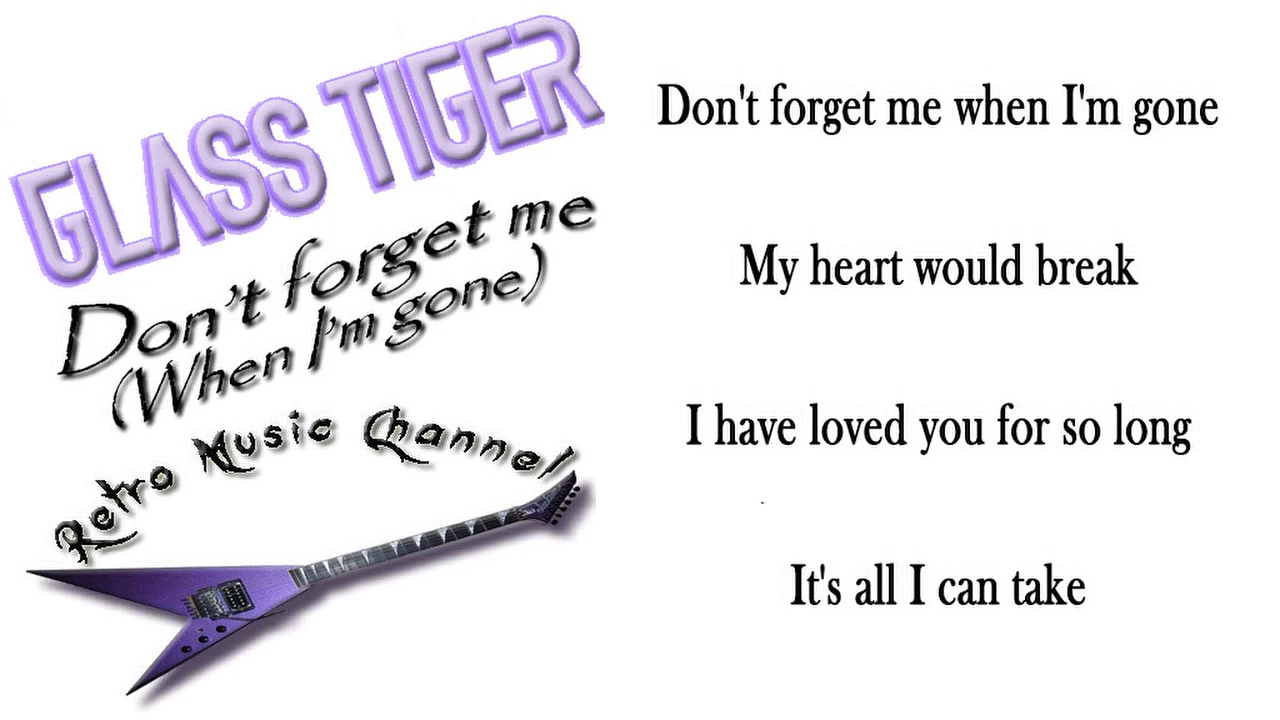 GLASS TIGER
Don't forget me
(When I'm gone)
Retro Music Channel
Don't forget me when I'm gone
My heart would break
I have loved you for so long
It's all I can take